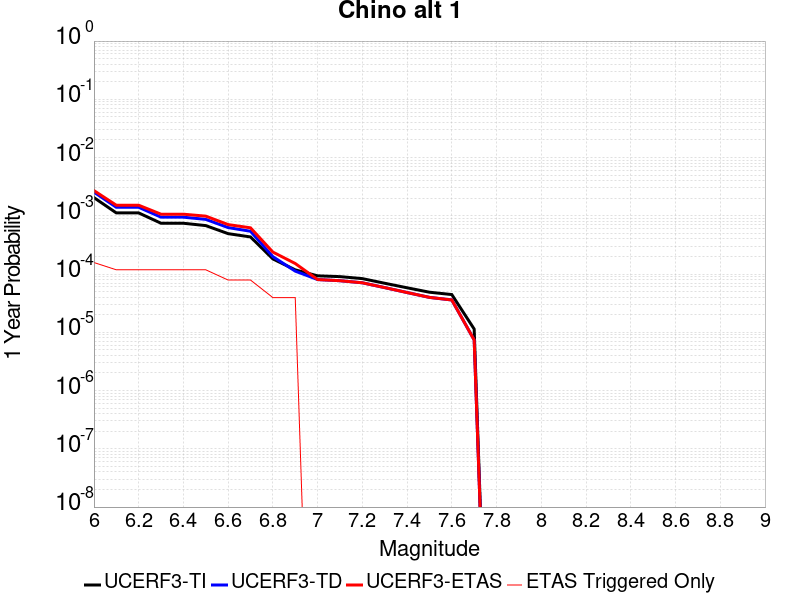 Chino alt 1
10^0
10^-1
10^-2
10^-3
10^-4
10^-5
10^-6
10^-7
10^-8
1 Year Probability
6 6.2 6.4 6.6 6.8 7 7.2 7.4 7.6 7.8 8 8.2 8.4 8.6 8.8 9
Magnitude
UCERF3-TI UCERF3-TD UCERF3-ETAS ETAS Triggered Only